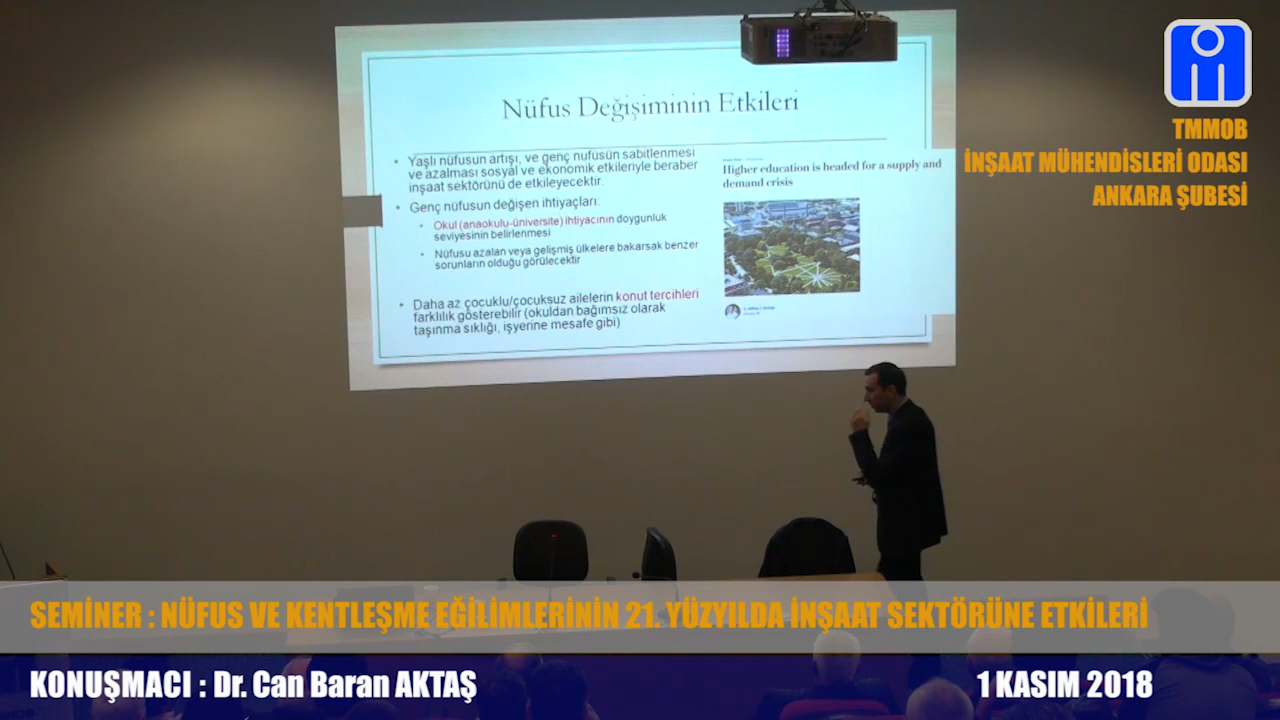 Nüfus Değişiminin Etkileri
• Yaşlı nüfusun artışı, ve genç nufüsün sabitlenmesi
ve azalması sosyal ve ekonomik etkileriyle beraber
inşaat sektörünü de etkileyecektir.
• Genç nüfusun değişen ihtiyaçları:
• Okul (anaokulu-üniversite) ihtiyacının doygunluk
seviyesinin belirlenmesi
• Nüfusu azalan veya gelişmiş ülkelere bakarsak benzer
sorunların olduğu görülecektir
• Daha az çocuklu/çocuksuz ailelerin konut tercihleri
farklılık gösterebilir (okuldan bağımsız olarak
taşınma sıklığı, işyerine mesafe gibi)
Higher education is headed for a supply and
demand crisis
TMMOB
İNŞAAT MÜHENDİSLERİ ODASI
ANKARA ŞUBESİ
SEMİNER : NÜFUS VE KENTLEŞME EĞİLİMLERİNİN 21. YÜZYILDA İNŞAAT SEKTÖRÜNE ETKİLERİ
KONUŞMACI : Dr. Can Baran AKTAŞ
1 KASIM 2018